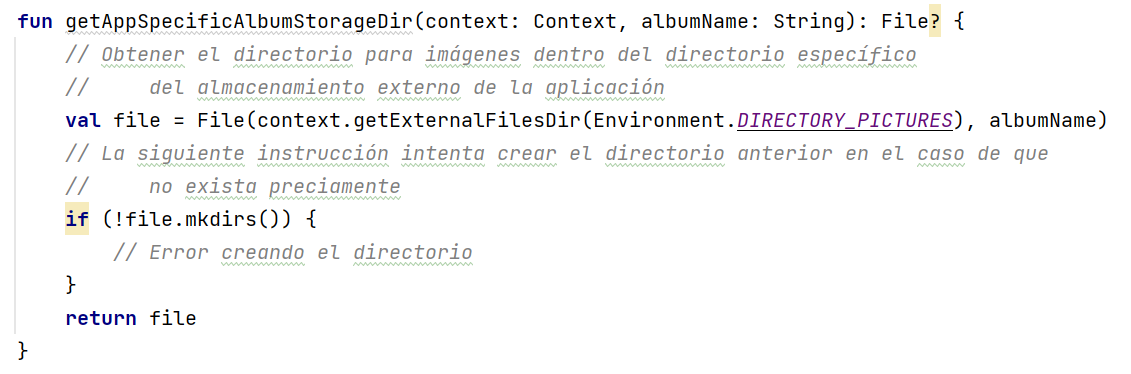 fun getAppSpecificAlbumStorageDir(context: Context, albumName: String): File? {
    // Obtener el directorio para imágenes dentro del directorio específico
    //     del almacenamiento externo de la aplicación
    val file = File(context.getExternalFilesDir(Environment.DIRECTORY_PICTURES), albumName)
    // La siguiente instrucción intenta crear el directorio anterior en el caso de que
    //     no exista preciamente
    if (!file.mkdirs()) {
        // Error creando el directorio
    }
    return file
}